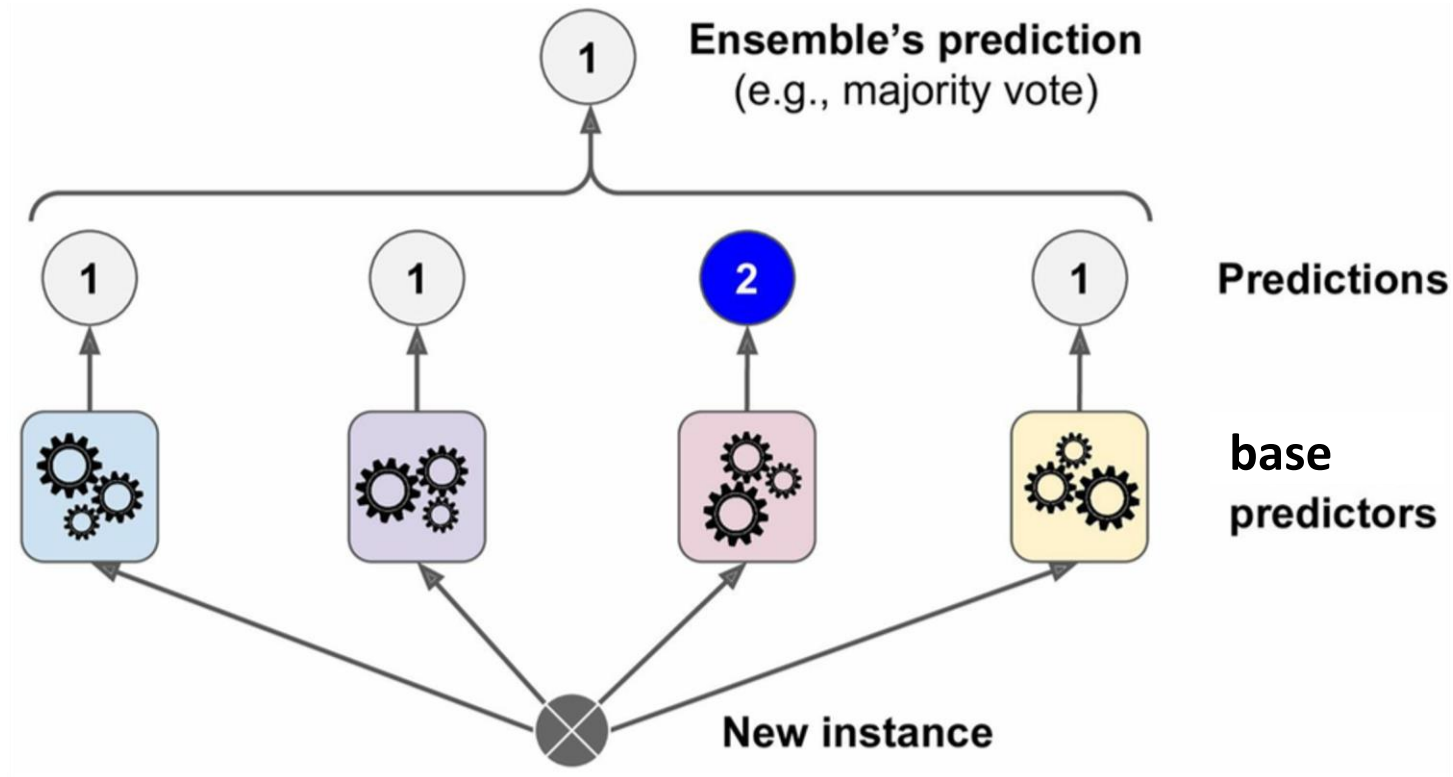 1
Ensemble's prediction
(e.g., majority vote)
1 1 2 1 Predictions
base
predictors
New instance